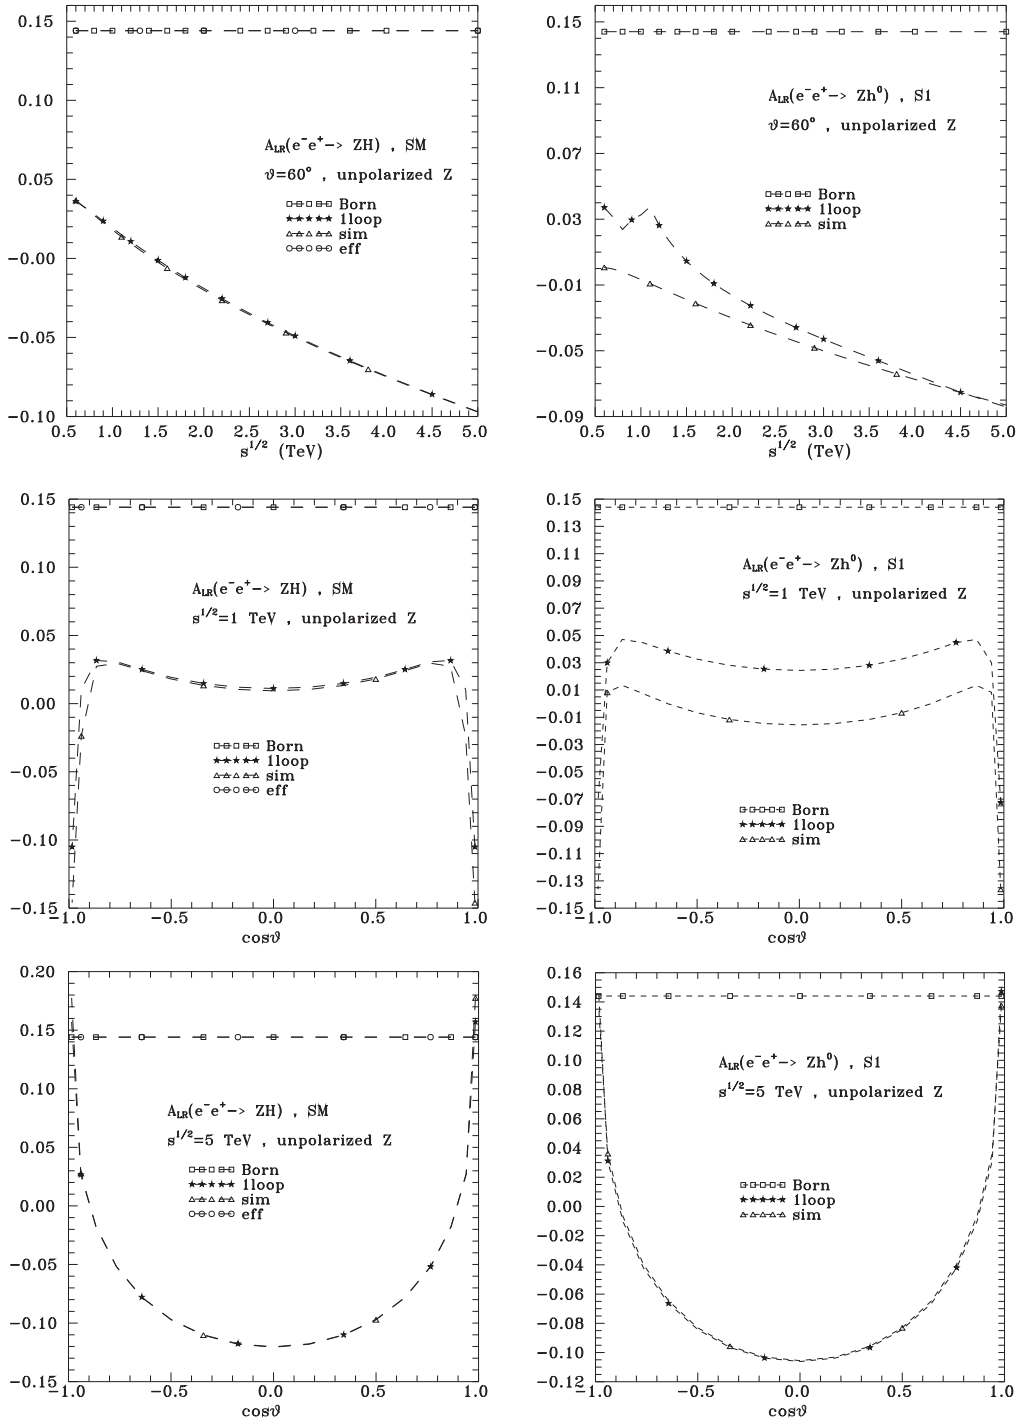 0.15
0.10
0.05
−0.00
−0.05
−0.10
0.5 1.0 1.5 2.0 2.5 3.0 3.5 4.0 4.5 5.0
s^1/2 (TeV)
A_LR(e⁻e⁺−> ZH) , SM
ϑ=60° , unpolarized Z
Born
1loop
sim
eff
0.15
0.11
0.07
0.03
−0.01
−0.05
−0.09
0.5 1.0 1.5 2.0 2.5 3.0 3.5 4.0 4.5 5.0
s^1/2 (TeV)
A_LR(e⁻e⁺−> Zh⁰) , S1
ϑ=60° , unpolarized Z
Born
1loop
sim
0.15
0.10
0.05
0.00
−0.05
−0.10
−0.15
−1.0 −0.5 0.0 0.5 1.0
cosϑ
A_LR(e⁻e⁺−> ZH) , SM
s^1/2=1 TeV , unpolarized Z
Born
1loop
sim
eff
0.15
0.13
0.11
0.09
0.07
0.05
0.03
0.01
−0.01
−0.03
−0.05
−0.07
−0.09
−0.11
−0.13
−0.15
−1.0 −0.5 0.0 0.5 1.0
cosϑ
A_LR(e⁻e⁺−> Zh⁰) , S1
s^1/2=1 TeV , unpolarized Z
Born
1loop
sim
0.20
0.15
0.10
0.05
0.00
−0.05
−0.10
−0.15
−1.0 −0.5 0.0 0.5 1.0
cosϑ
A_LR(e⁻e⁺−> ZH) , SM
s^1/2=5 TeV , unpolarized Z
Born
1loop
sim
eff
0.16
0.14
0.12
0.10
0.08
0.06
0.04
0.02
0.00
−0.02
−0.04
−0.06
−0.08
−0.10
−0.12
−1.0 −0.5 0.0 0.5 1.0
cosϑ
A_LR(e⁻e⁺−> Zh⁰) , S1
s^1/2=5 TeV , unpolarized Z
Born
1loop
sim